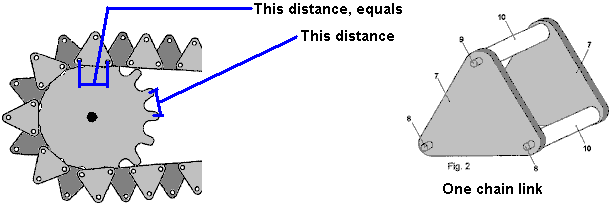 This distance, equals
This distance
10
9
7
7
10
8
8
Fig. 2
One chain link